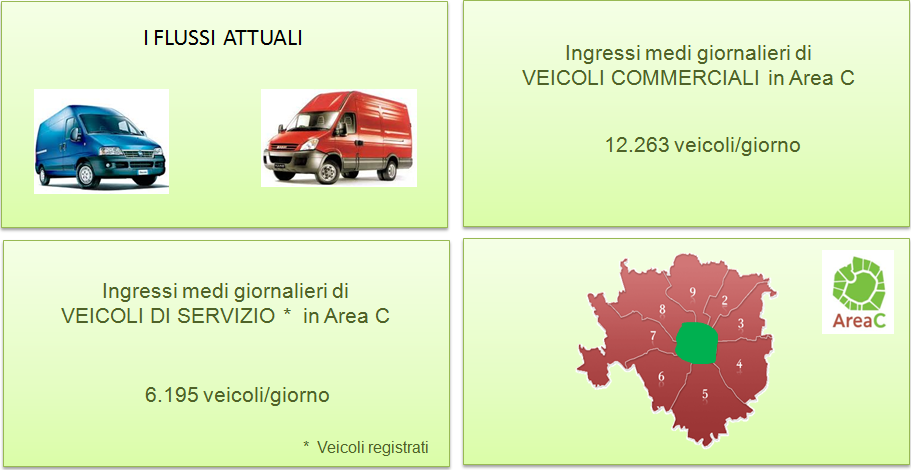 I FLUSSI ATTUALI
Ingressi medi giornalieri di
VEICOLI COMMERCIALI in Area C
12.263 veicoli/giorno
Ingressi medi giornalieri di
VEICOLI DI SERVIZIO * in Area C
6.195 veicoli/giorno
* Veicoli registrati
9
2
8
3
7
4
6
5
AreaC